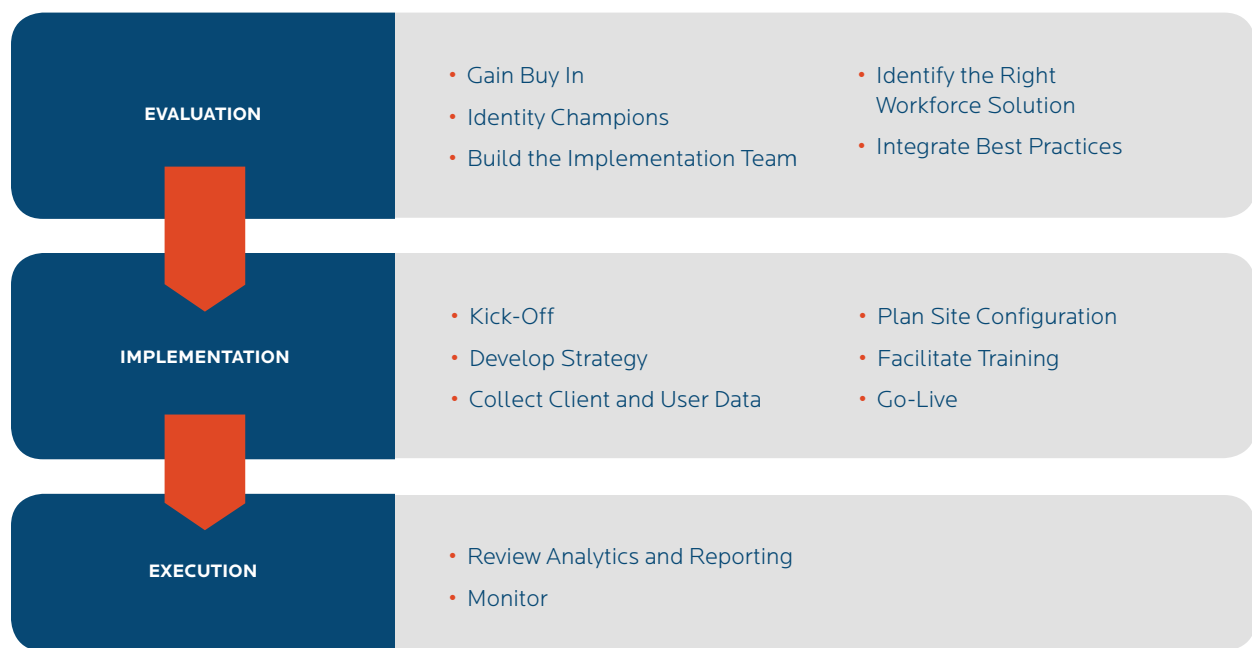 EVALUATION
• Gain Buy In
• Identity Champions
• Build the Implementation Team
• Identify the Right
Workforce Solution
• Integrate Best Practices
IMPLEMENTATION
• Kick-Off
• Develop Strategy
• Collect Client and User Data
• Plan Site Configuration
• Facilitate Training
• Go-Live
EXECUTION
• Review Analytics and Reporting
• Monitor